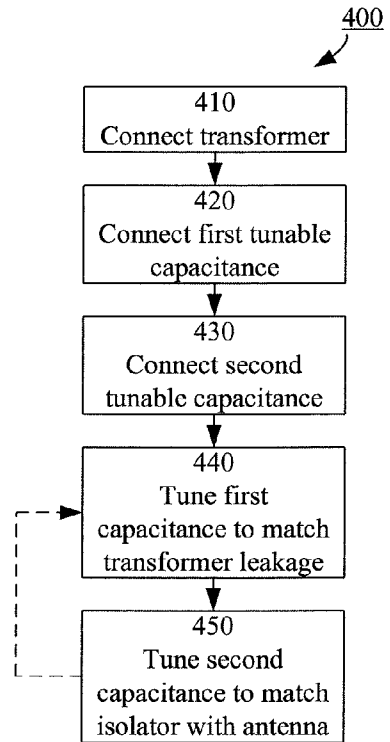 400
410
Connect transformer
420
Connect first tunable
capacitance
430
Connect second
tunable capacitance
440
Tune first
capacitance to match
transformer leakage
450
Tune second
capacitance to match
isolator with antenna